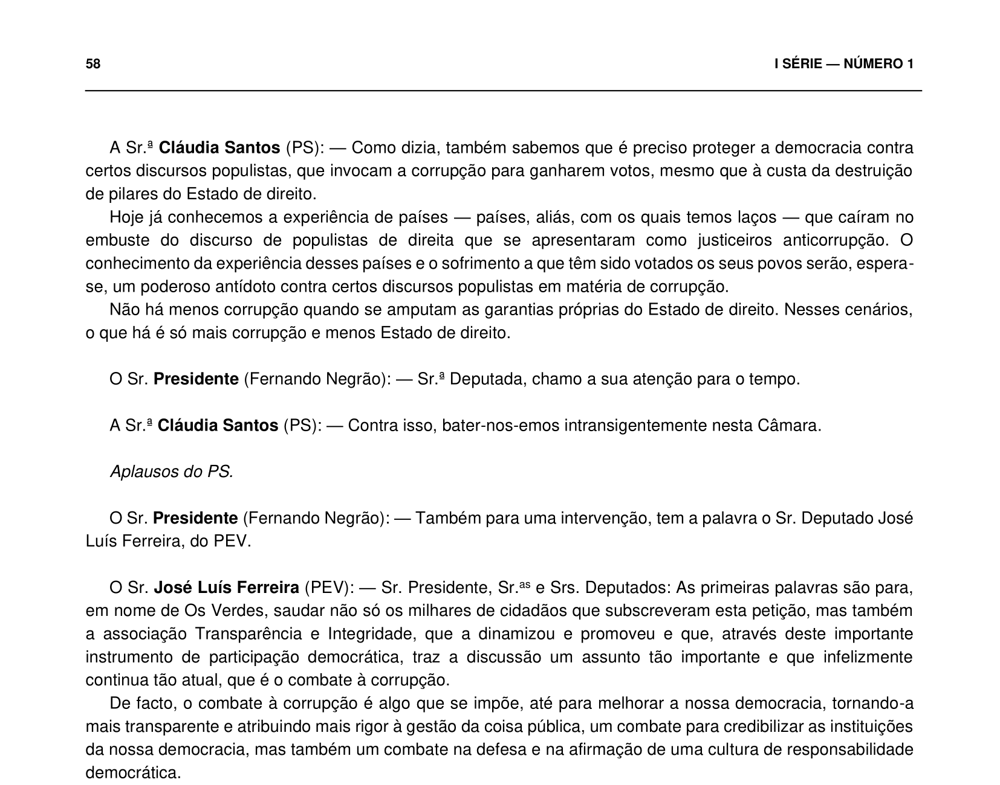 58 I SÉRIE — NÚMERO 1
A Sr.ª Cláudia Santos (PS): — Como dizia, também sabemos que é preciso proteger a democracia contra
certos discursos populistas, que invocam a corrupção para ganharem votos, mesmo que à custa da destruição
de pilares do Estado de direito.
Hoje já conhecemos a experiência de países — países, aliás, com os quais temos laços — que caíram no
embuste do discurso de populistas de direita que se apresentaram como justiceiros anticorrupção. O
conhecimento da experiência desses países e o sofrimento a que têm sido votados os seus povos serão, espera-
se, um poderoso antídoto contra certos discursos populistas em matéria de corrupção.
Não há menos corrupção quando se amputam as garantias próprias do Estado de direito. Nesses cenários,
o que há é só mais corrupção e menos Estado de direito.
O Sr. Presidente (Fernando Negrão): — Sr.ª Deputada, chamo a sua atenção para o tempo.
A Sr.ª Cláudia Santos (PS): — Contra isso, bater-nos-emos intransigentemente nesta Câmara.
Aplausos do PS.
O Sr. Presidente (Fernando Negrão): — Também para uma intervenção, tem a palavra o Sr. Deputado José
Luís Ferreira, do PEV.
O Sr. José Luís Ferreira (PEV): — Sr. Presidente, Sr.as e Srs. Deputados: As primeiras palavras são para,
em nome de Os Verdes, saudar não só os milhares de cidadãos que subscreveram esta petição, mas também
a associação Transparência e Integridade, que a dinamizou e promoveu e que, através deste importante
instrumento de participação democrática, traz a discussão um assunto tão importante e que infelizmente
continua tão atual, que é o combate à corrupção.
De facto, o combate à corrupção é algo que se impõe, até para melhorar a nossa democracia, tornando-a
mais transparente e atribuindo mais rigor à gestão da coisa pública, um combate para credibilizar as instituições
da nossa democracia, mas também um combate na defesa e na afirmação de uma cultura de responsabilidade
democrática.